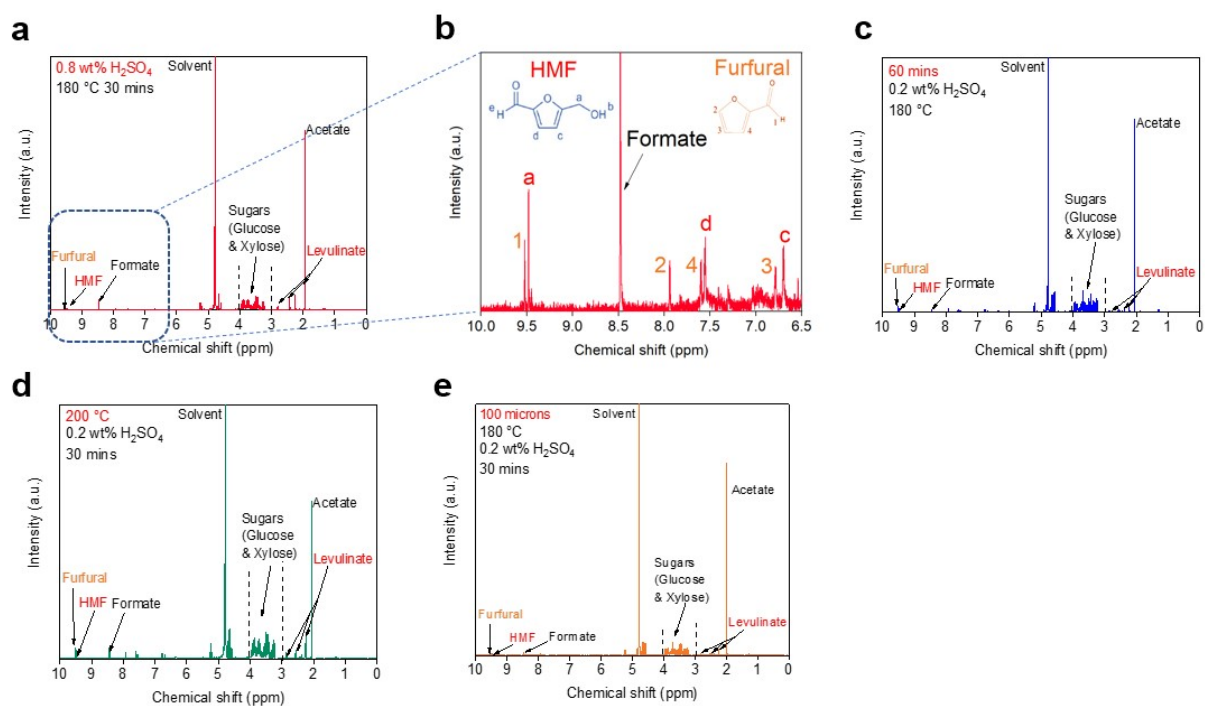 a
0.8 wt% H₂SO₄
180 °C 30 mins
Solvent
Acetate
Sugars
(Glucose
& Xylose)
Levulinate
Furfural
HMF
Formate
Intensity (a.u.)
10 9 8 7 6 5 4 3 2 1 0
Chemical shift (ppm)
b
HMF
Furfural
O
e
H
O
a
OH
b
d
c
O
O
2
3
4
1
H
Formate
1
a
2
4
d
3
c
Intensity (a.u.)
10.0 9.5 9.0 8.5 8.0 7.5 7.0 6.5
Chemical shift (ppm)
c
60 mins
0.2 wt% H₂SO₄
180 °C
Solvent
Acetate
Sugars
(Glucose
& Xylose)
Levulinate
Furfural
HMF
Formate
Intensity (a.u.)
10 9 8 7 6 5 4 3 2 1 0
Chemical shift (ppm)
d
200 °C
0.2 wt% H₂SO₄
30 mins
Solvent
Acetate
Sugars
(Glucose
& Xylose)
Levulinate
Furfural
HMF
Formate
Intensity (a.u.)
10 9 8 7 6 5 4 3 2 1 0
Chemical shift (ppm)
e
100 microns
180 °C
0.2 wt% H₂SO₄
30 mins
Solvent
Acetate
Sugars
(Glucose
& Xylose)
Levulinate
Furfural
HMF
Formate
Intensity (a.u.)
10 9 8 7 6 5 4 3 2 1 0
Chemical shift (ppm)